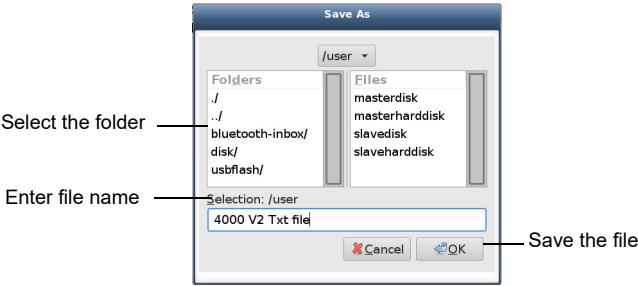 Save As
/user
Folders
Files
./
../
bluetooth-inbox/
disk/
usbflash/
masterdisk
masterharddisk
slavedisk
slaveharddisk
Select the folder
Enter file name
Selection: /user
4000 V2 Txt file
Cancel
OK
Save the file